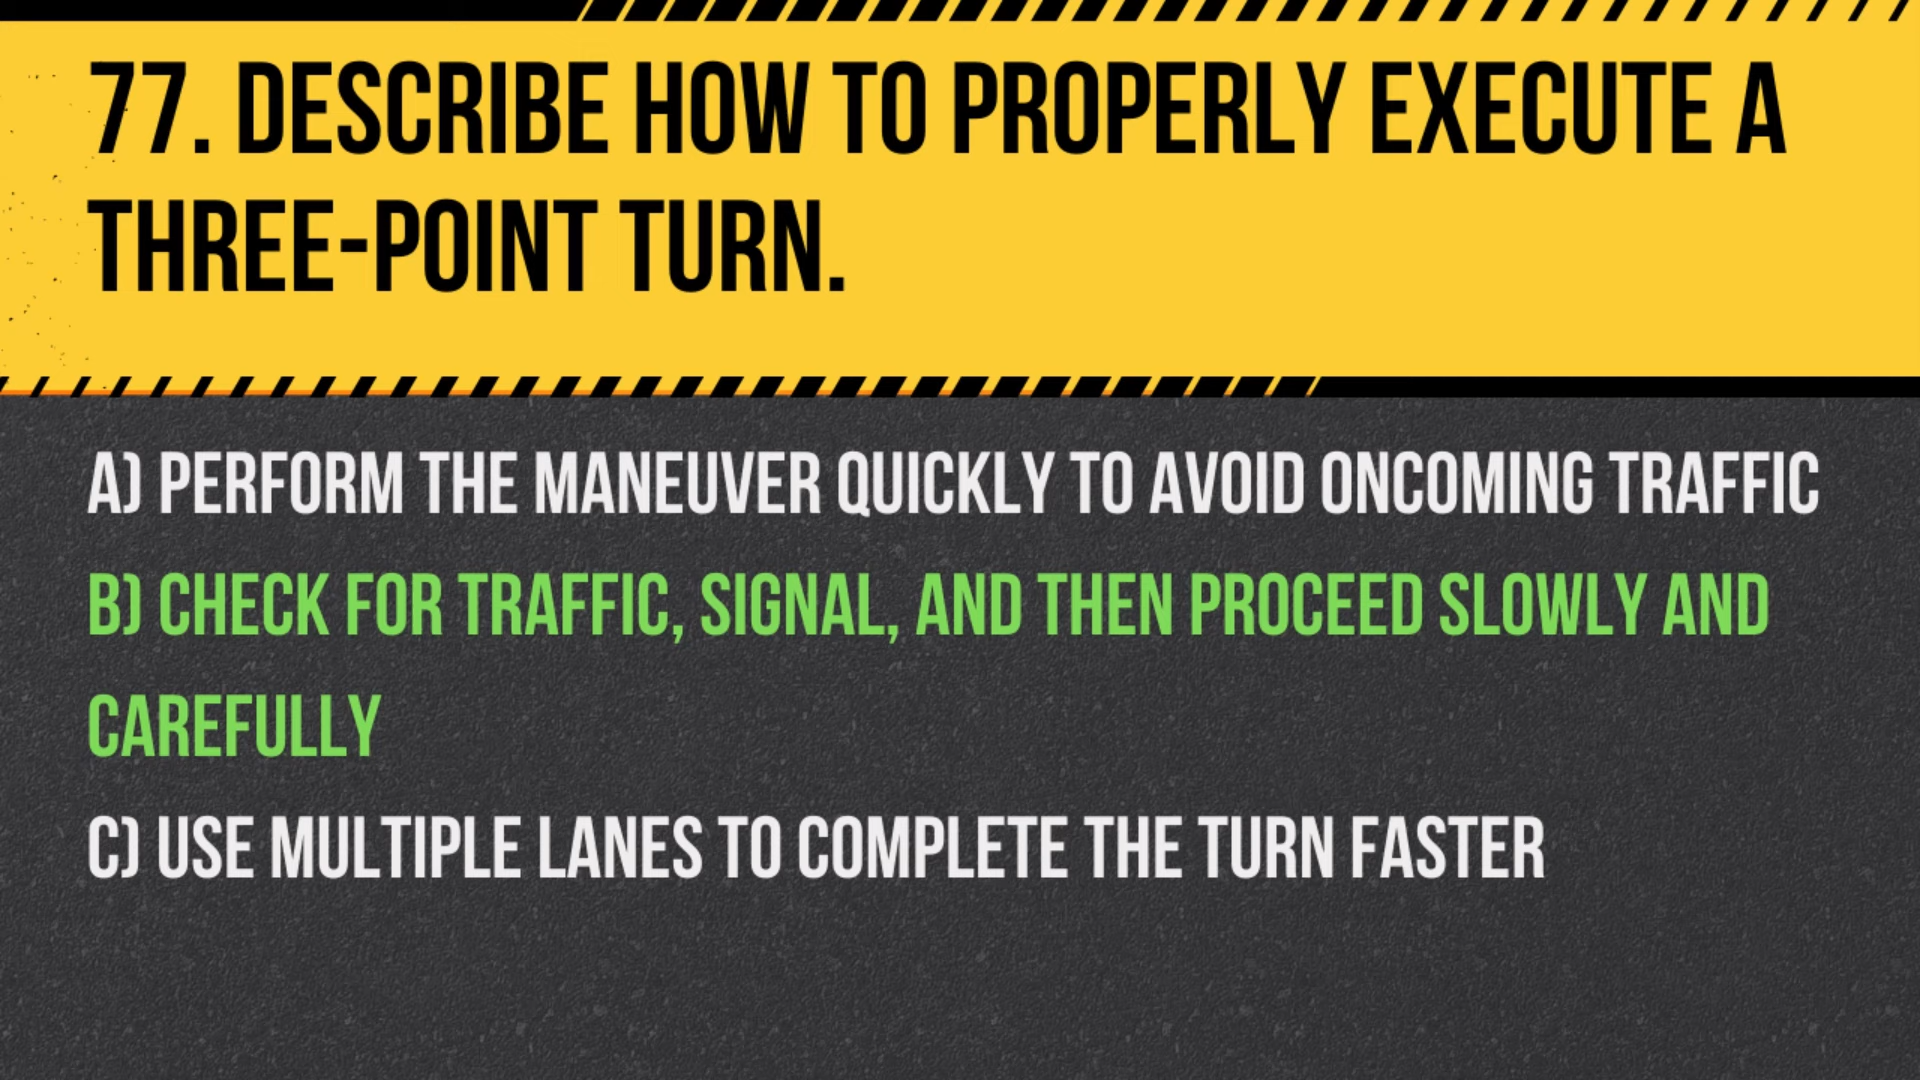 77. DESCRIBE HOW TO PROPERLY EXECUTE A
THREE-POINT TURN.
A) PERFORM THE MANEUVER QUICKLY TO AVOID ONCOMING TRAFFIC
B) CHECK FOR TRAFFIC, SIGNAL, AND THEN PROCEED SLOWLY AND
CAREFULLY
C) USE MULTIPLE LANES TO COMPLETE THE TURN FASTER